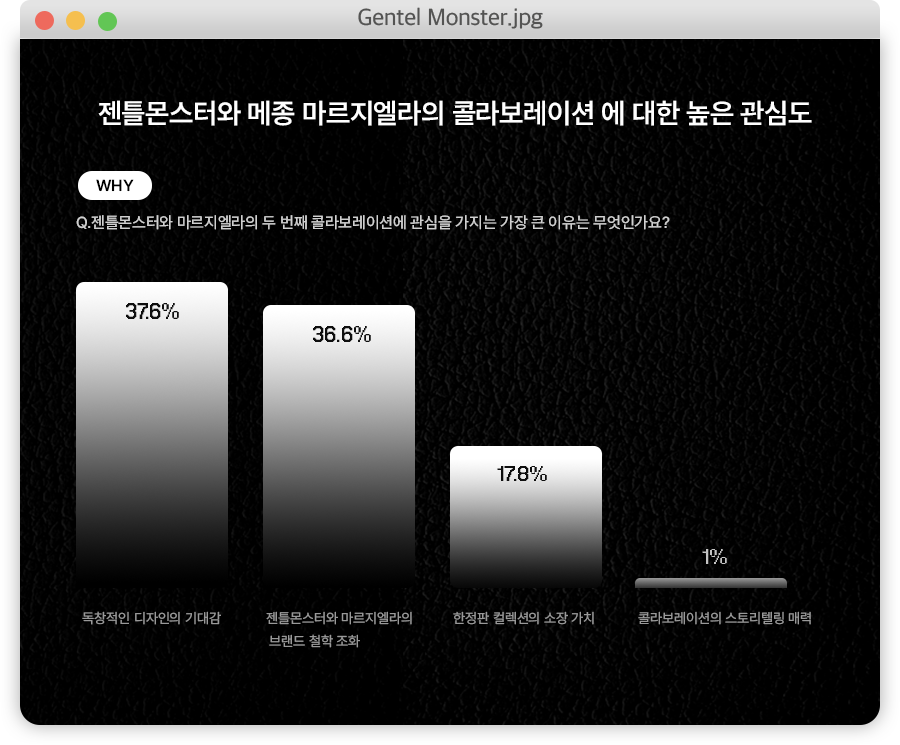 Gentel Monster.jpg
젠틀몬스터와 메종 마르지엘라의 콜라보레이션 에 대한 높은 관심도
WHY
Q.젠틀몬스터와 마르지엘라의 두 번째 콜라보레이션에 관심을 가지는 가장 큰 이유는 무엇인가요?
37.6%
36.6%
17.8%
1%
독창적인 디자인의 기대감
젠틀몬스터와 마르지엘라의
브랜드 철학 조화
한정판 컬렉션의 소장 가치
콜라보레이션의 스토리텔링 매력